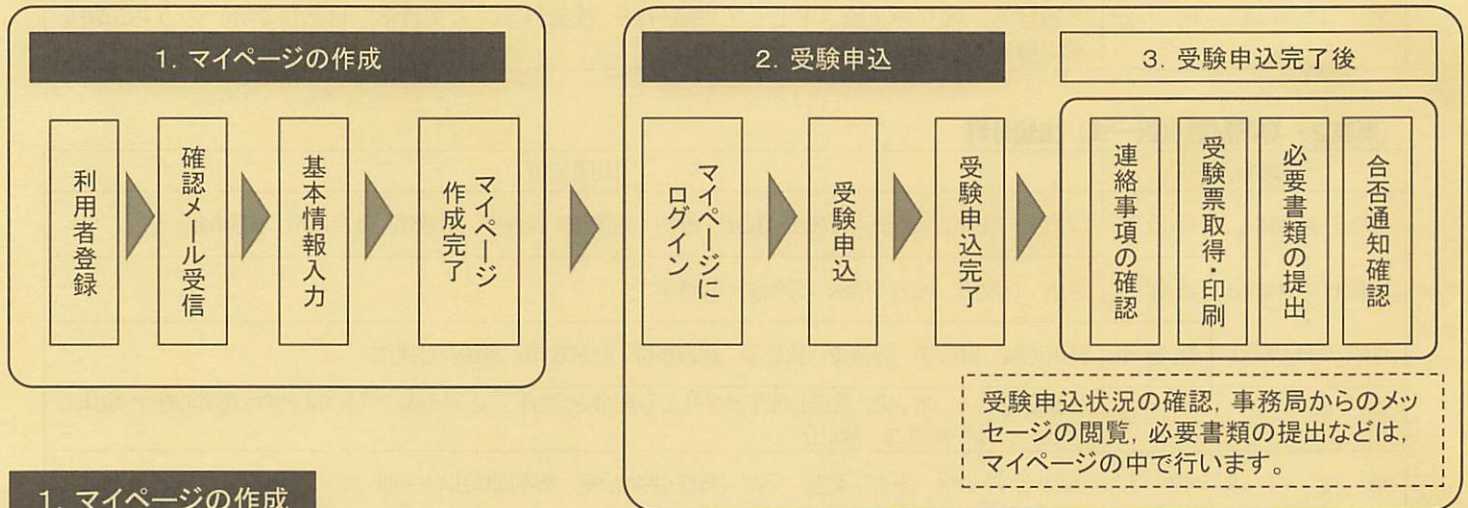 1. マイページの作成
利用者登録
確認メール受信
基本情報入力
マイページ
作成完了
2. 受験申込
マイページに
ログイン
受験申込
受験申込完了
3. 受験申込完了後
連絡事項の確認
受験票取得・印刷
必要書類の提出
合否通知確認
受験申込状況の確認, 事務局からのメッ
セージの閲覧, 必要書類の提出などは,
マイページの中で行います。
1. マイページの作成